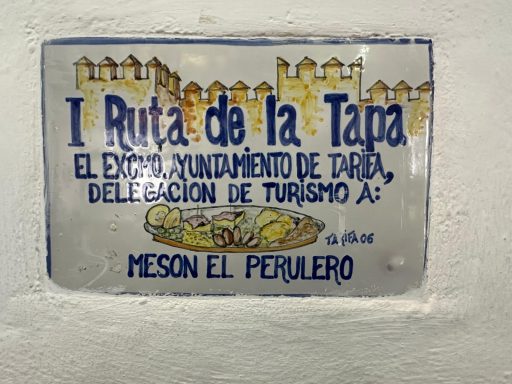 I Ruta de la Tapa
EL EXCMO. AYUNTAMIENTO DE TARIFA,
DELEGACION DE TURISMO A:
TARIFA 06
MESON EL PERULERO